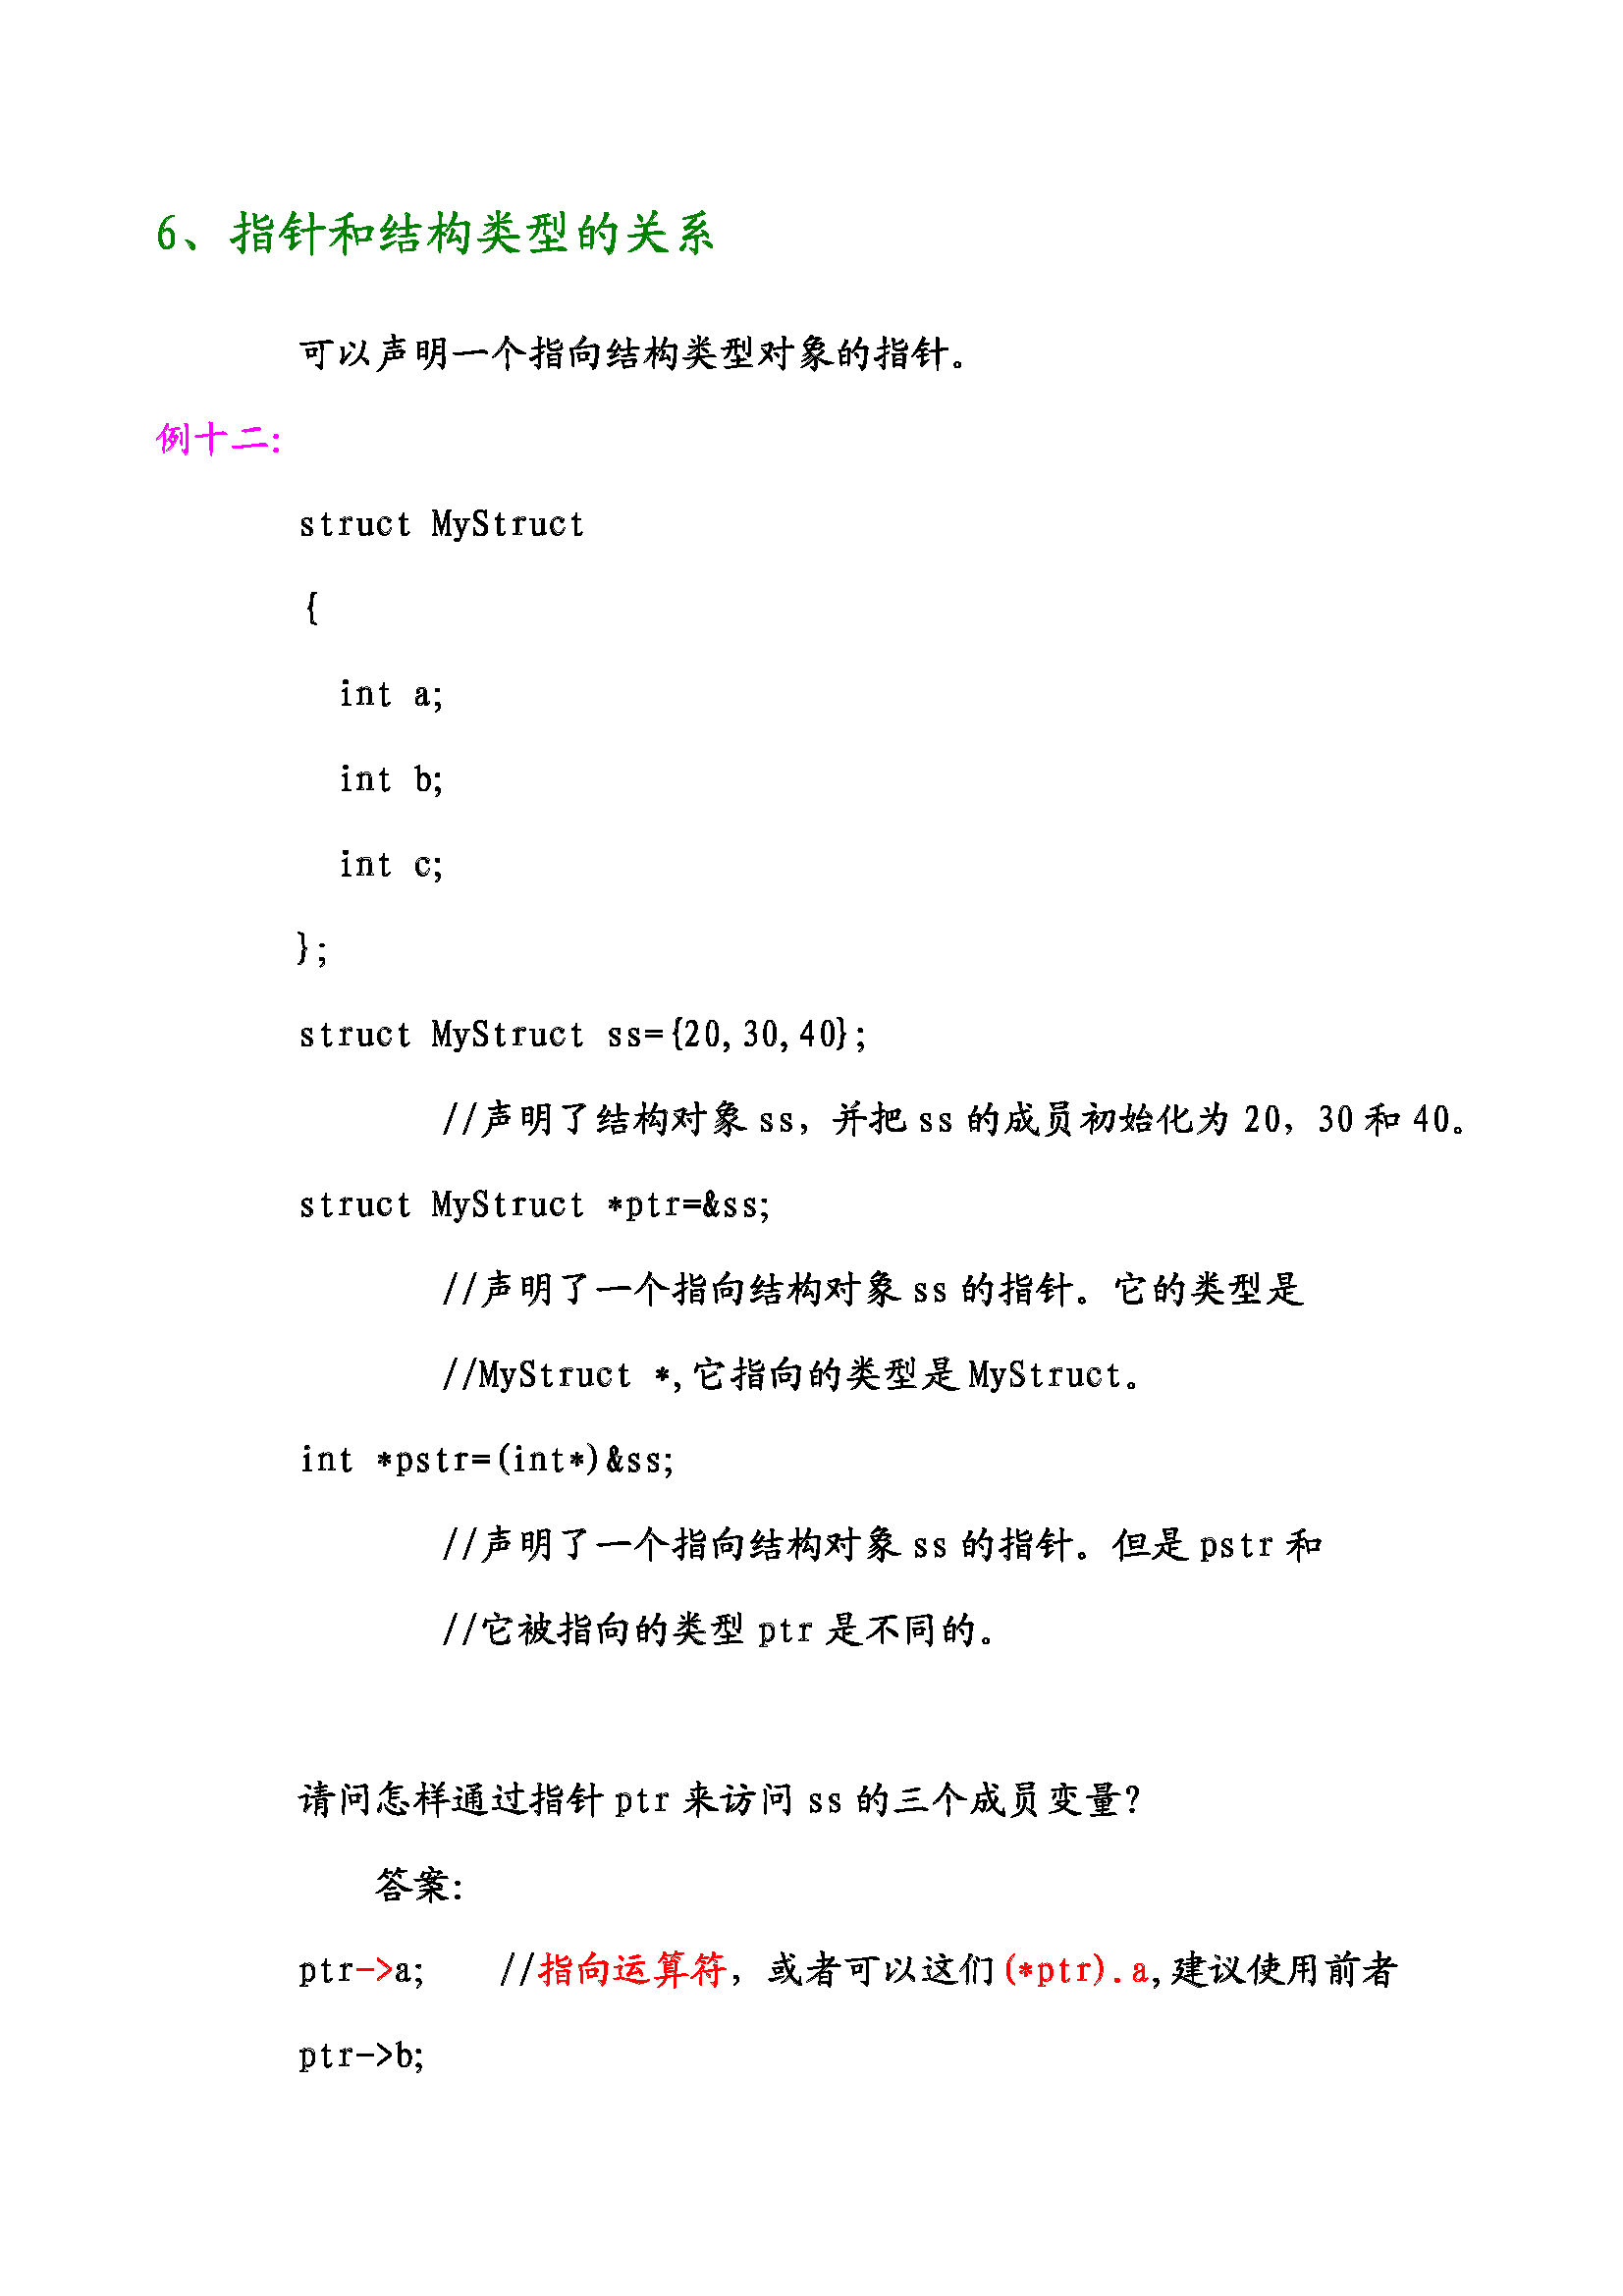 6、指针和结构类型的关系
可以声明一个指向结构类型对象的指针。
例十二:
struct MyStruct
{
int a;
int b;
int c;
};
struct MyStruct ss={20,30,40};
//声明了结构对象 ss，并把 ss 的成员初始化为 20，30 和 40。
struct MyStruct *ptr=&ss;
//声明了一个指向结构对象 ss 的指针。它的类型是
//MyStruct *,它指向的类型是 MyStruct。
int *pstr=(int*)&ss;
//声明了一个指向结构对象 ss 的指针。但是 pstr 和
//它被指向的类型 ptr 是不同的。
请问怎样通过指针 ptr 来访问 ss 的三个成员变量?
答案:
ptr->a; //指向运算符，或者可以这们(*ptr).a,建议使用前者
ptr->b;